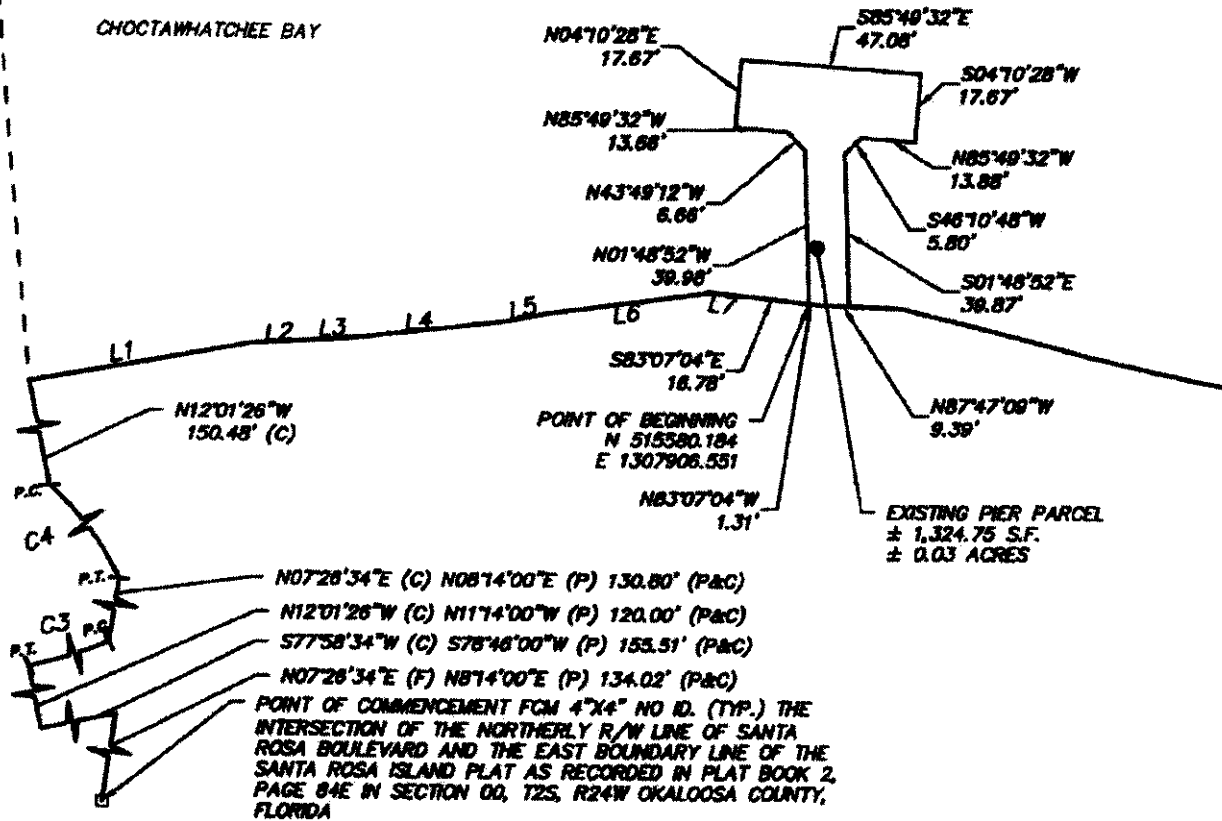 CHOCTAWHATCHEE BAY
N04°10'28"E
17.67'
S85°49'32"E
47.08'
S04°10'28"W
17.67'
N85°49'32"W
13.66'
N85°49'32"W
13.88'
N43°49'12"W
6.66'
S46°10'48"W
5.80'
N01°48'52"W
39.96'
S01°48'52"E
39.87'
L1
L2
L3
L4
L5
L6
L7
S83°07'04"E
16.78'
N12°01'26"W
150.48' (C)
POINT OF BEGINNING
N 515580.184
E 1307906.551
N87°47'09"W
9.39'
N83°07'04"W
1.31'
EXISTING PIER PARCEL
± 1,324.75 S.F.
± 0.03 ACRES
P.C.
C4
P.T.
N07°26'34"E (C) N08°14'00"E (P) 130.80' (P&C)
N12°01'26"W (C) N11°14'00"W (P) 120.00' (P&C)
C3
P.C.
P.T.
S77°58'34"W (C) S78°46'00"W (P) 155.51' (P&C)
N07°26'34"E (F) N8°14'00"E (P) 134.02' (P&C)
POINT OF COMMENCEMENT FCM 4"X4" NO ID. (TYP.) THE
INTERSECTION OF THE NORTHERLY R/W LINE OF SANTA
ROSA BOULEVARD AND THE EAST BOUNDARY LINE OF THE
SANTA ROSA ISLAND PLAT AS RECORDED IN PLAT BOOK 2,
PAGE 84E IN SECTION 00, T2S, R24W OKALOOSA COUNTY,
FLORIDA